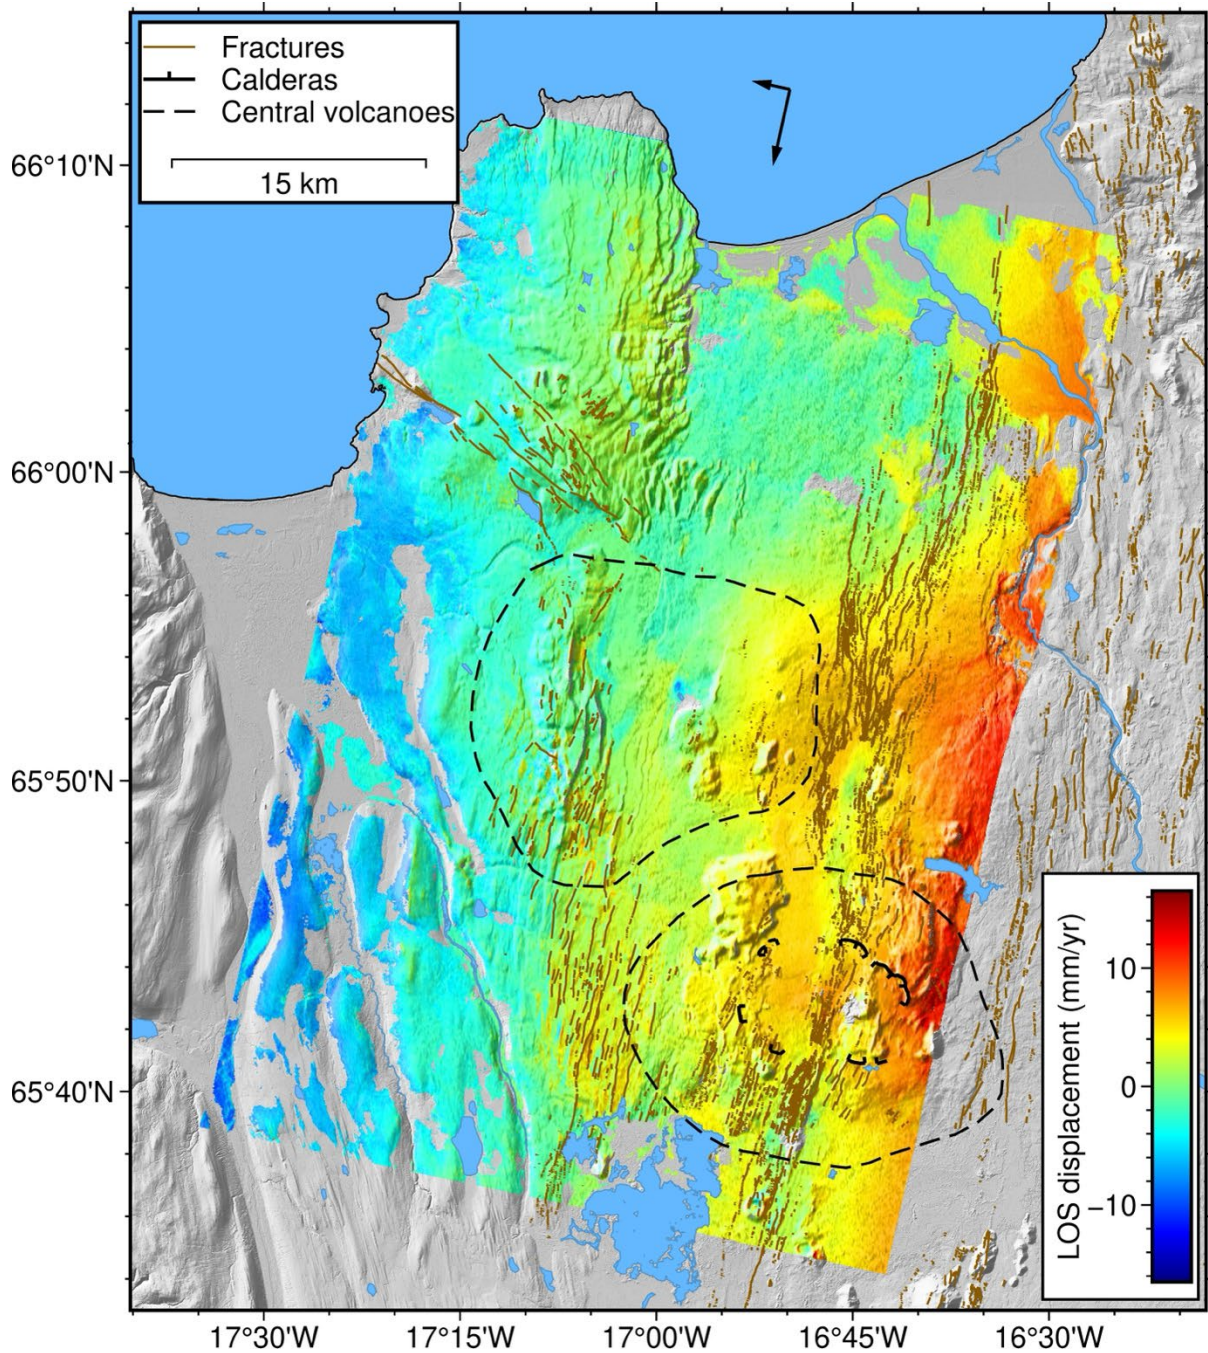 Fractures
Calderas
Central volcanoes
15 km
66°10'N
66°00'N
65°50'N
65°40'N
LOS displacement (mm/yr)
10
0
−10
17°30'W
17°15'W
17°00'W
16°45'W
16°30'W